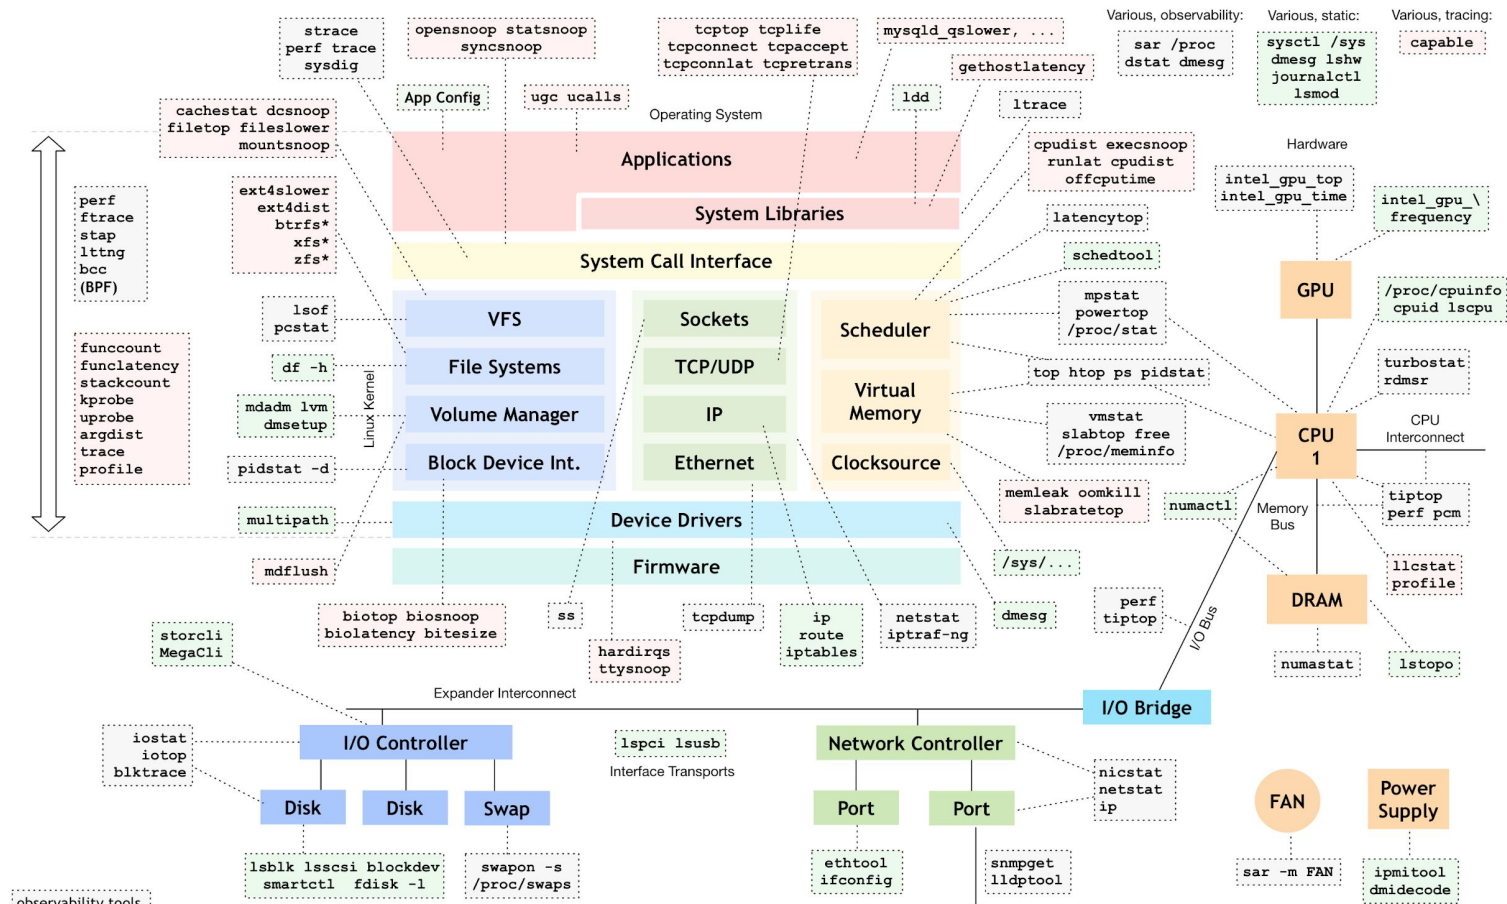 strace
perf trace
sysdig
opensnoop statsnoop
syncsnoop
tcptop tcplife
tcpconnect tcpaccept
tcpconnlat tcpretrans
mysqld_qslower, ...
gethostlatency
Various, observability:
sar /proc
dstat dmesg
Various, static:
sysctl /sys
dmesg lshw
journalctl
lsmod
Various, tracing:
capable
App Config
ugc ucalls
ldd
ltrace
Operating System
Hardware
cachestat dcsnoop
filetop fileslower
mountsnoop
Applications
System Libraries
cpudist execsnoop
runlat cpudist
offcputime
intel_gpu_top
intel_gpu_time
intel_gpu_\
frequency
perf
ftrace
stap
lttng
bcc
(BPF)
ext4slower
ext4dist
btrfs*
xfs*
zfs*
latencytop
System Call Interface
schedtool
GPU
lsof
pcstat
VFS
Sockets
Scheduler
mpstat
powertop
/proc/stat
/proc/cpuinfo
cpuid lscpu
funccount
funclatency
stackcount
kprobe
uprobe
argdist
trace
profile
df -h
File Systems
TCP/UDP
top htop ps pidstat
turbostat
rdmsr
Linux Kernel
mdadm lvm
dmsetup
Volume Manager
IP
Virtual
Memory
vmstat
slabtop free
/proc/meminfo
CPU
1
CPU
Interconnect
pidstat -d
Block Device Int.
Ethernet
Clocksource
memleak oomkill
slabratetop
numactl
Memory
Bus
tiptop
perf pcm
multipath
Device Drivers
mdflush
Firmware
/sys/...
llcstat
profile
DRAM
biotop biosnoop
biolatency bitesize
ss
hardirqs
ttysnoop
tcpdump
ip
route
iptables
netstat
iptraf-ng
dmesg
perf
tiptop
I/O Bus
numastat
lstopo
storcli
MegaCli
Expander Interconnect
I/O Bridge
iostat
iotop
blktrace
I/O Controller
lspci lsusb
Interface Transports
Network Controller
nicstat
netstat
ip
Disk
Disk
Swap
Port
Port
FAN
Power
Supply
lsblk lsscsi blockdev
smartctl fdisk -l
swapon -s
/proc/swaps
ethtool
ifconfig
snmpget
lldptool
sar -m FAN
ipmitool
dmidecode
observability tools